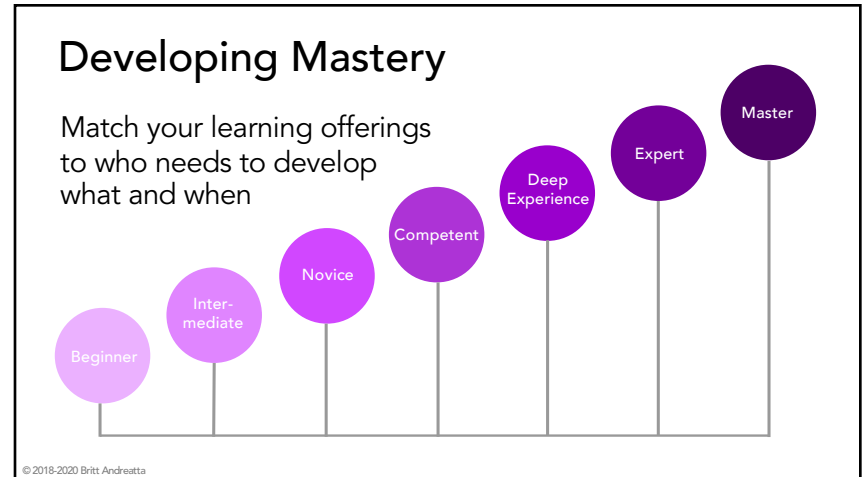 Developing Mastery
Match your learning offerings
to who needs to develop
what and when
Beginner
Inter-
mediate
Novice
Competent
Deep
Experience
Expert
Master
© 2018-2020 Britt Andreatta